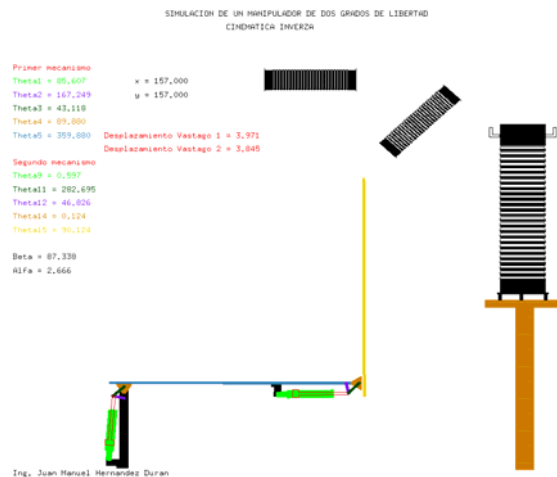 SIMULACION DE UN MANIPULADOR DE DOS GRADOS DE LIBERTAD
CINEMATICA INVERZA
Primer mecanismo
Theta1 = 85,607
x = 157,000
Theta2 = 167,249
y = 157,000
Theta3 = 43,118
Theta4 = 89,880
Theta5 = 359,880
Desplazamiento Vastago 1 = 3,971
Desplazamiento Vastago 2 = 3,845
Segundo mecanismo
Theta9 = 0,597
Theta11 = 282,695
Theta12 = 46,826
Theta14 = 0,124
Theta15 = 90,124
Beta = 87,338
Alfa = 2,666
Ing. Juan Manuel Hernandez Duran